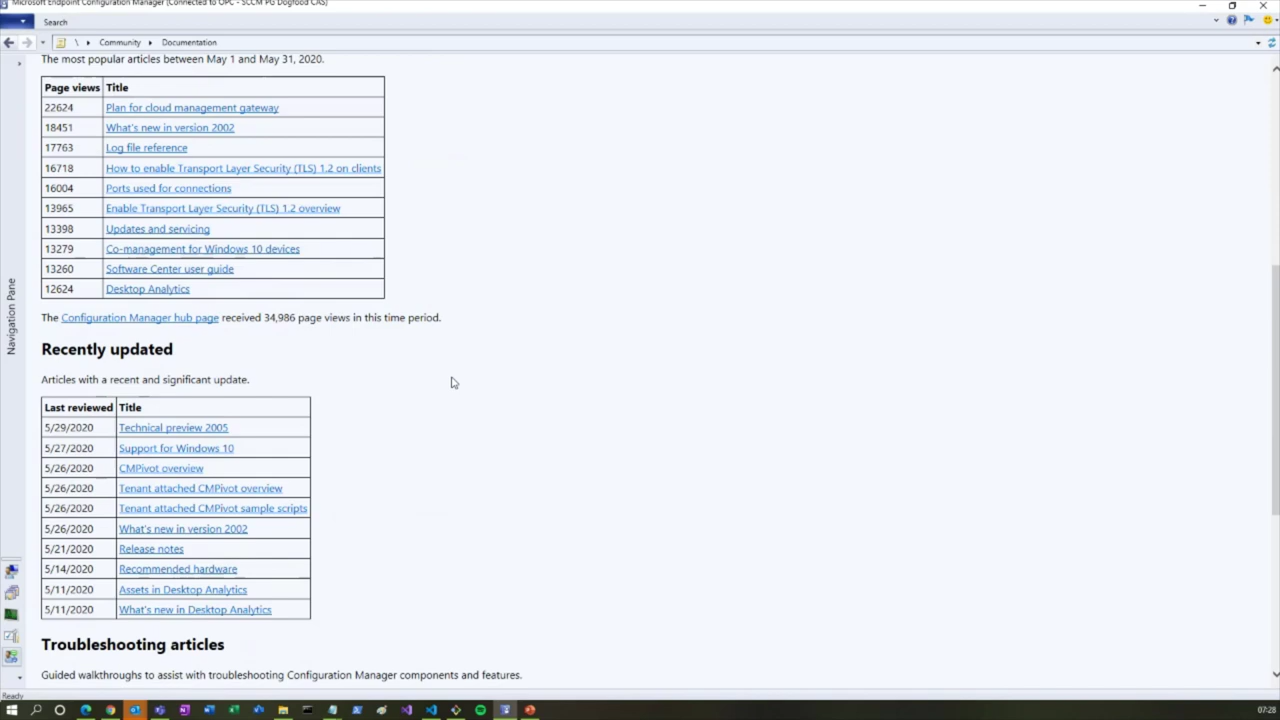 Microsoft Endpoint Configuration Manager (Connected to OPC - SCCM PG Dogfood CAS)
Search
\ Community Documentation
The most popular articles between May 1 and May 31, 2020.
Page views Title
22624 Plan for cloud management gateway
18451 What's new in version 2002
17763 Log file reference
16718 How to enable Transport Layer Security (TLS) 1.2 on clients
16004 Ports used for connections
13965 Enable Transport Layer Security (TLS) 1.2 overview
13398 Updates and servicing
13279 Co-management for Windows 10 devices
13260 Software Center user guide
12624 Desktop Analytics
The Configuration Manager hub page received 34,986 page views in this time period.
Navigation Pane
Recently updated
Articles with a recent and significant update.
Last reviewed Title
5/29/2020 Technical preview 2005
5/27/2020 Support for Windows 10
5/26/2020 CMPivot overview
5/26/2020 Tenant attached CMPivot overview
5/26/2020 Tenant attached CMPivot sample scripts
5/26/2020 What's new in version 2002
5/21/2020 Release notes
5/14/2020 Recommended hardware
5/11/2020 Assets in Desktop Analytics
5/11/2020 What's new in Desktop Analytics
Troubleshooting articles
Guided walkthroughs to assist with troubleshooting Configuration Manager components and features.
Ready
07:28